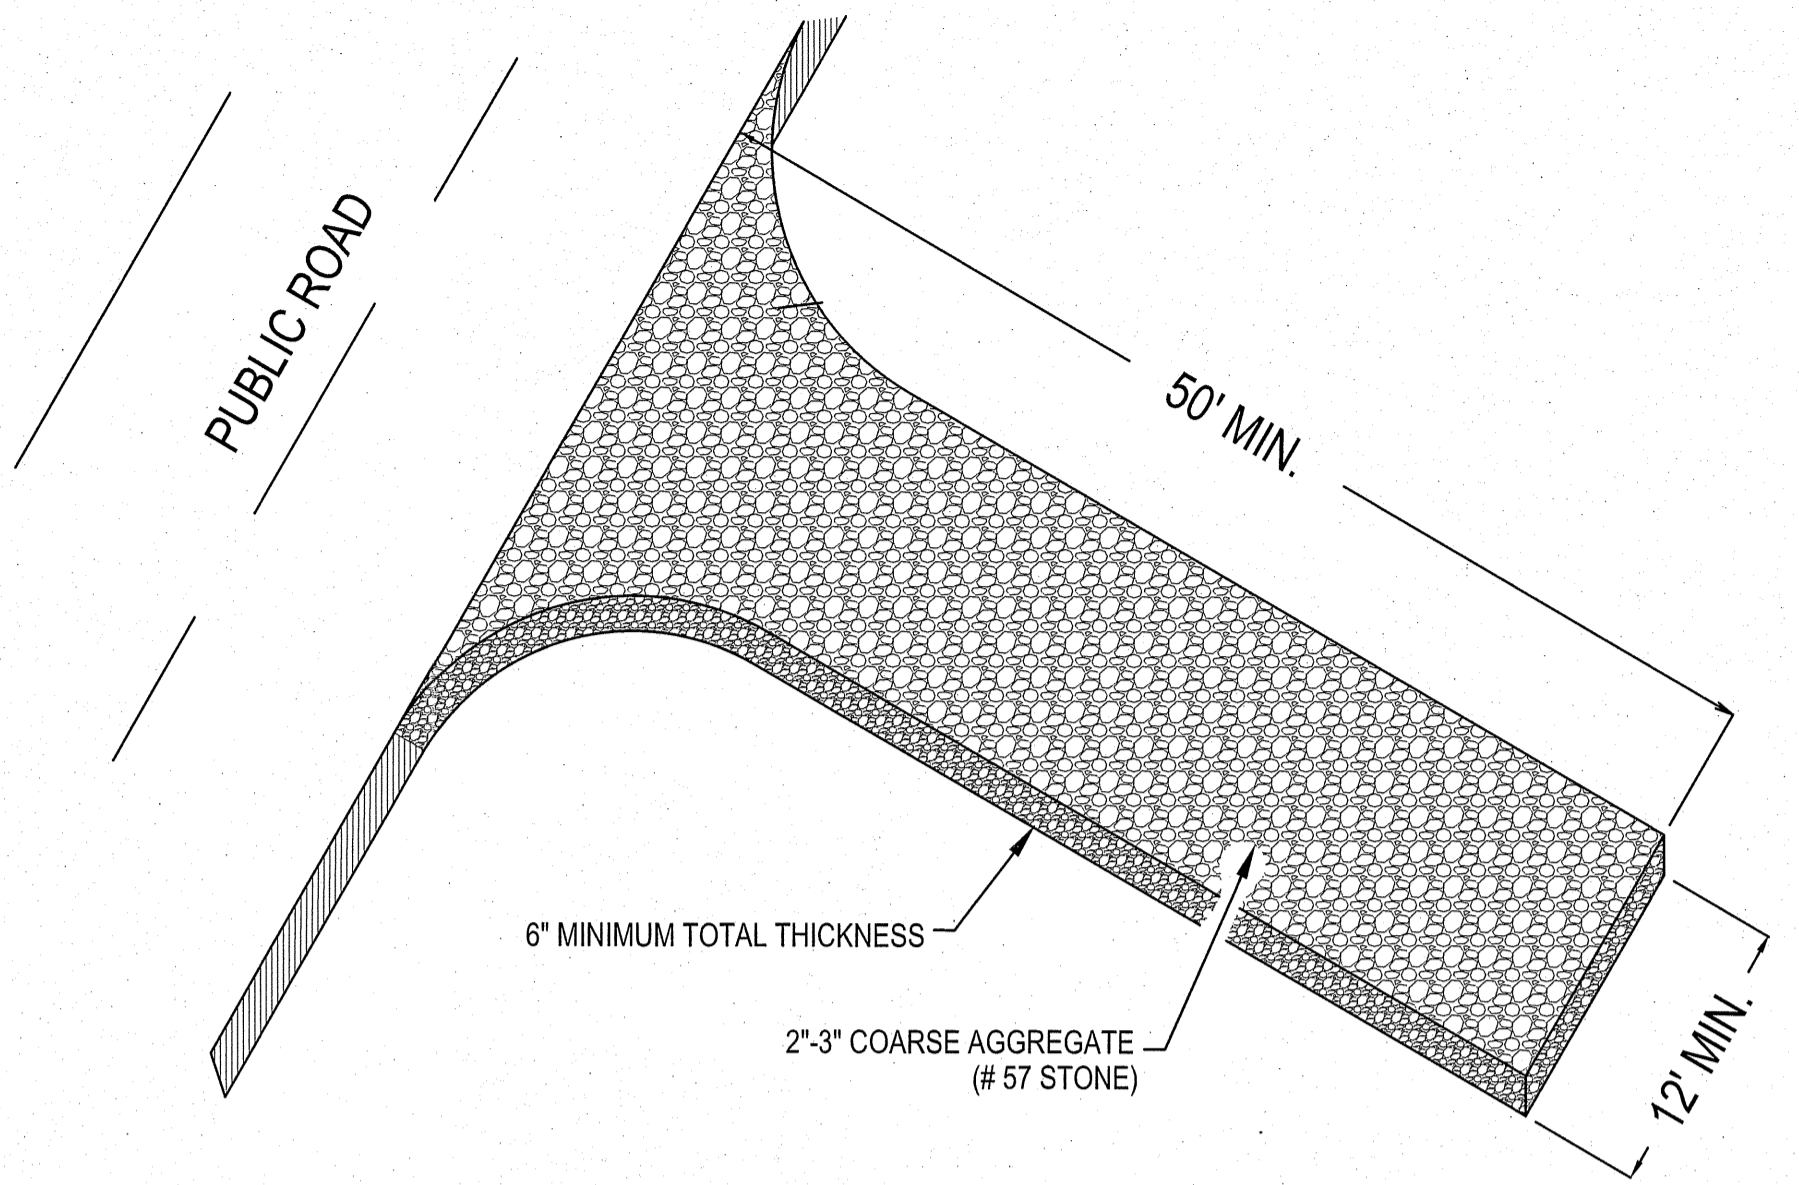 PUBLIC ROAD
50' MIN.
6" MINIMUM TOTAL THICKNESS
2"-3" COARSE AGGREGATE
(# 57 STONE)
12' MIN.